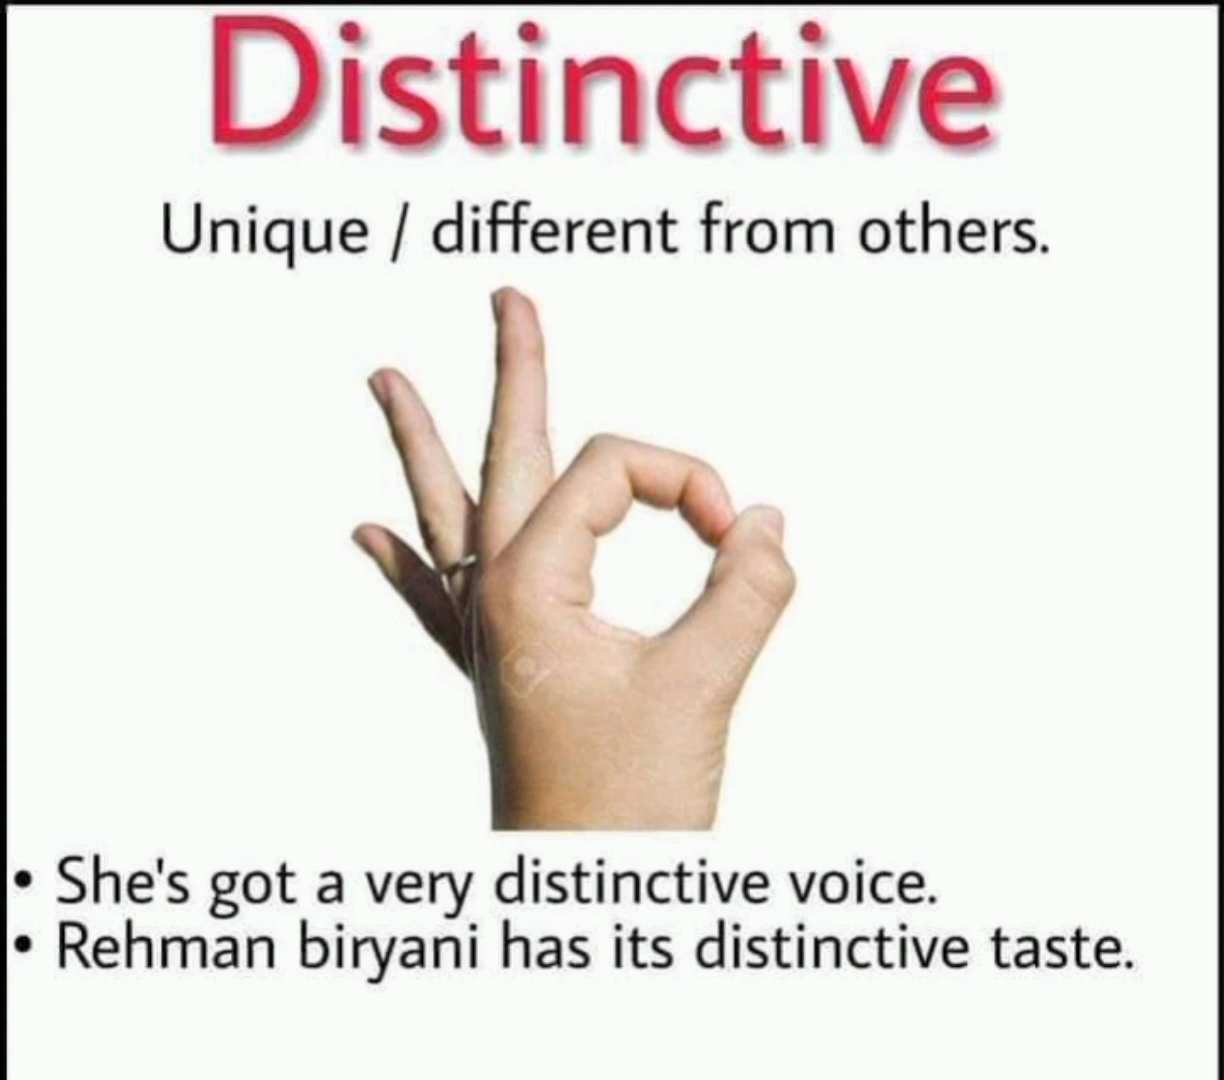 Distinctive
Unique / different from others.
• She's got a very distinctive voice.
• Rehman biryani has its distinctive taste.